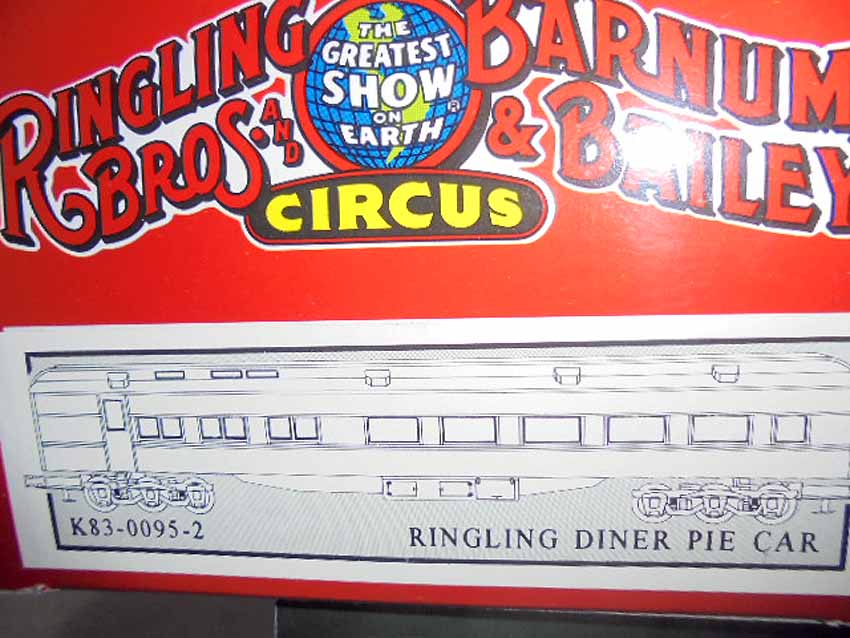 RINGLING
BROS. AND
THE
GREATEST
SHOW
ON
EARTH®
BARNUM
& BAILEY
CIRCUS
K83-0095-2
RINGLING DINER PIE CAR